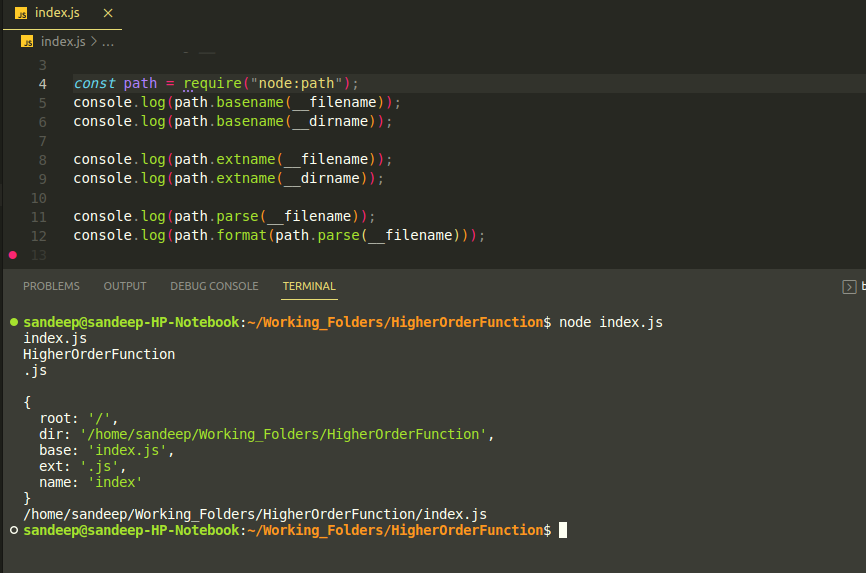 JS index.js ×
JS index.js > ...
3
4 const path = require("node:path");
5 console.log(path.basename(__filename));
6 console.log(path.basename(__dirname));
7
8 console.log(path.extname(__filename));
9 console.log(path.extname(__dirname));
10
11 console.log(path.parse(__filename));
12 console.log(path.format(path.parse(__filename)));
13
PROBLEMS OUTPUT DEBUG CONSOLE TERMINAL b
sandeep@sandeep-HP-Notebook:~/Working_Folders/HigherOrderFunction$ node index.js
index.js
HigherOrderFunction
.js

{
  root: '/',
  dir: '/home/sandeep/Working_Folders/HigherOrderFunction',
  base: 'index.js',
  ext: '.js',
  name: 'index'
}
/home/sandeep/Working_Folders/HigherOrderFunction/index.js
sandeep@sandeep-HP-Notebook:~/Working_Folders/HigherOrderFunction$